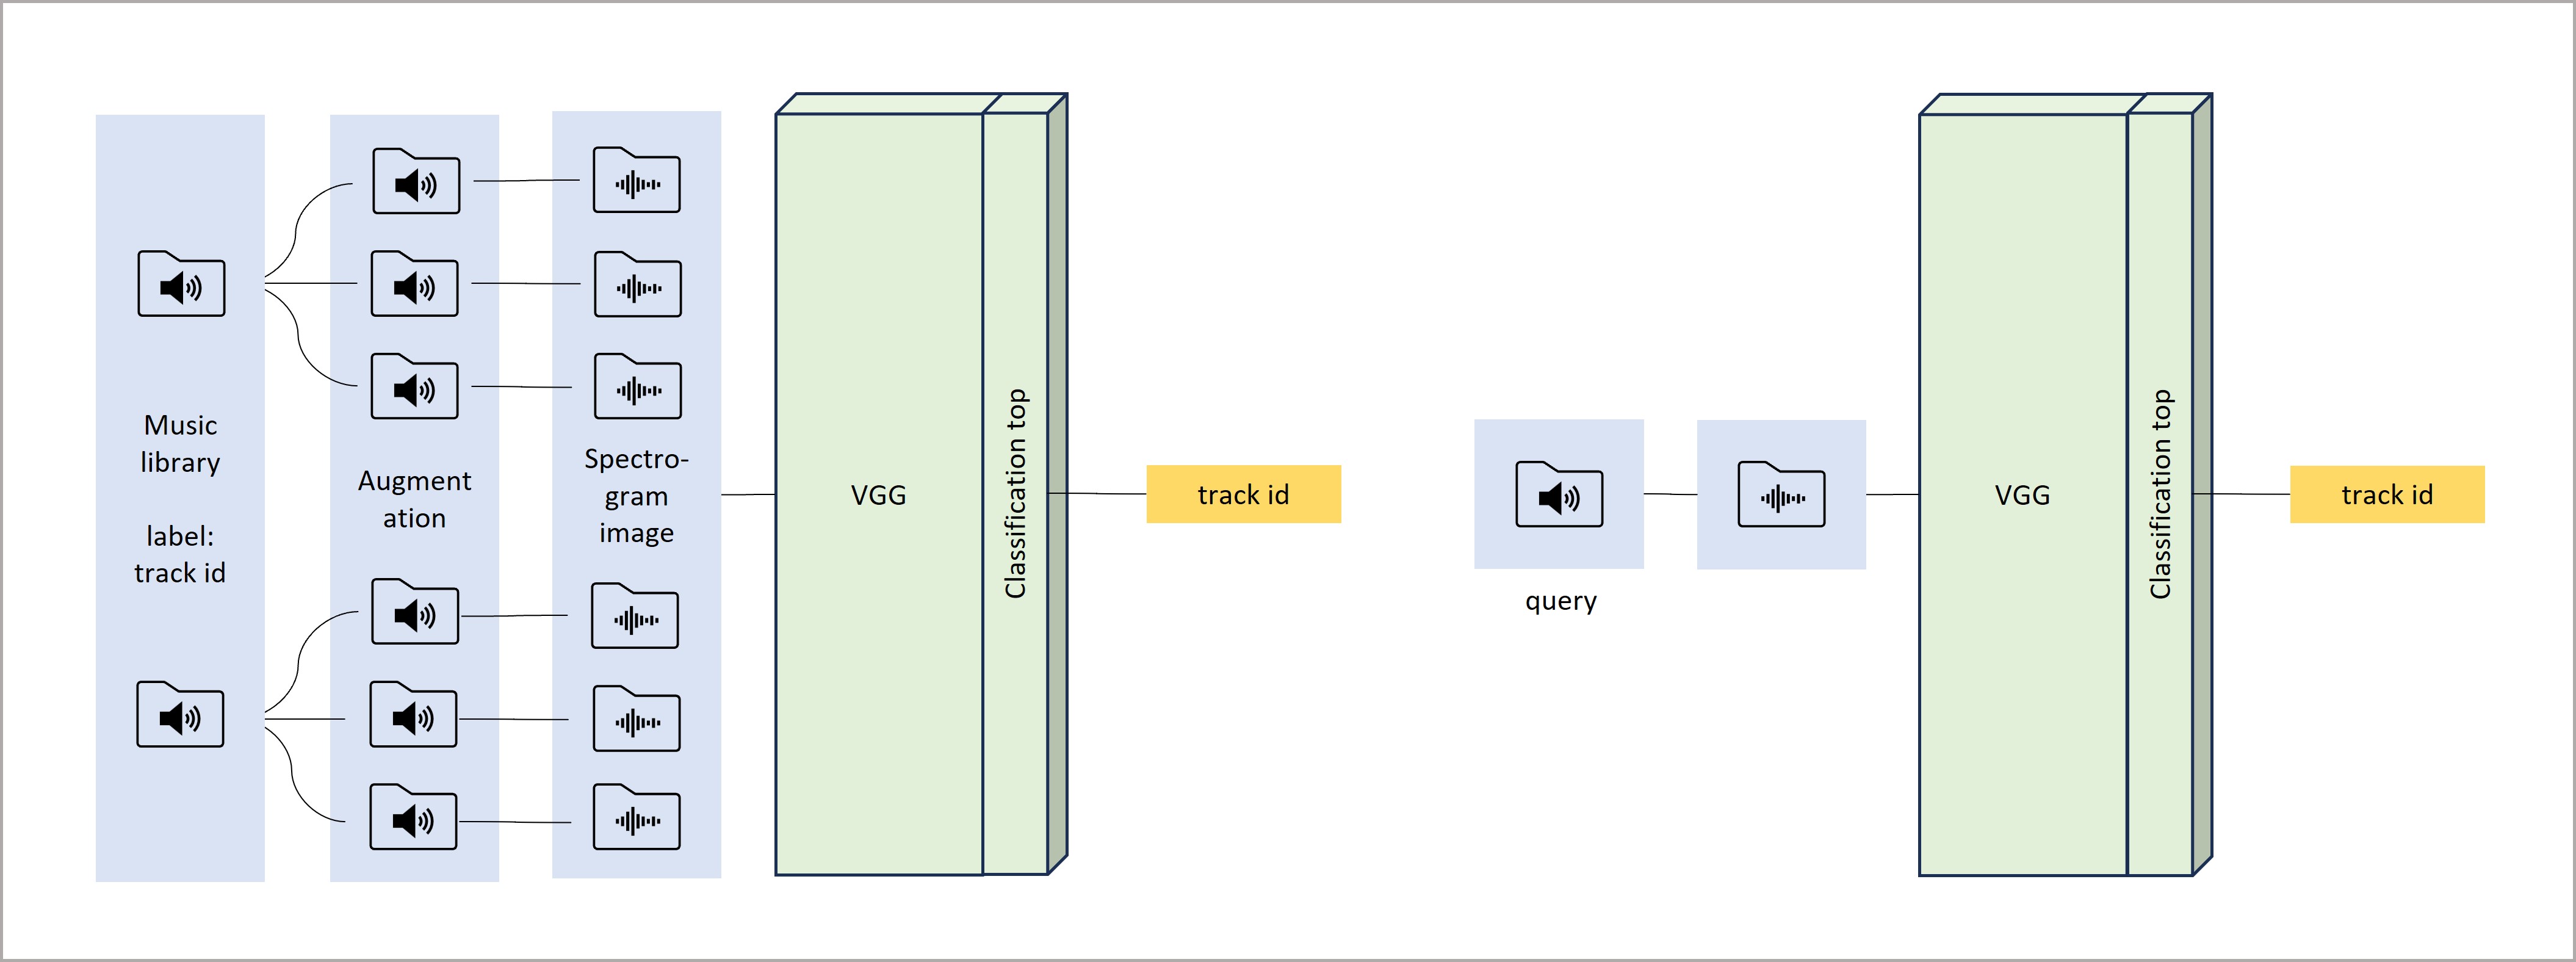 Music
library
label:
track id
Augment
ation
Spectro-
gram
image
VGG
Classification top
track id
query
VGG
Classification top
track id